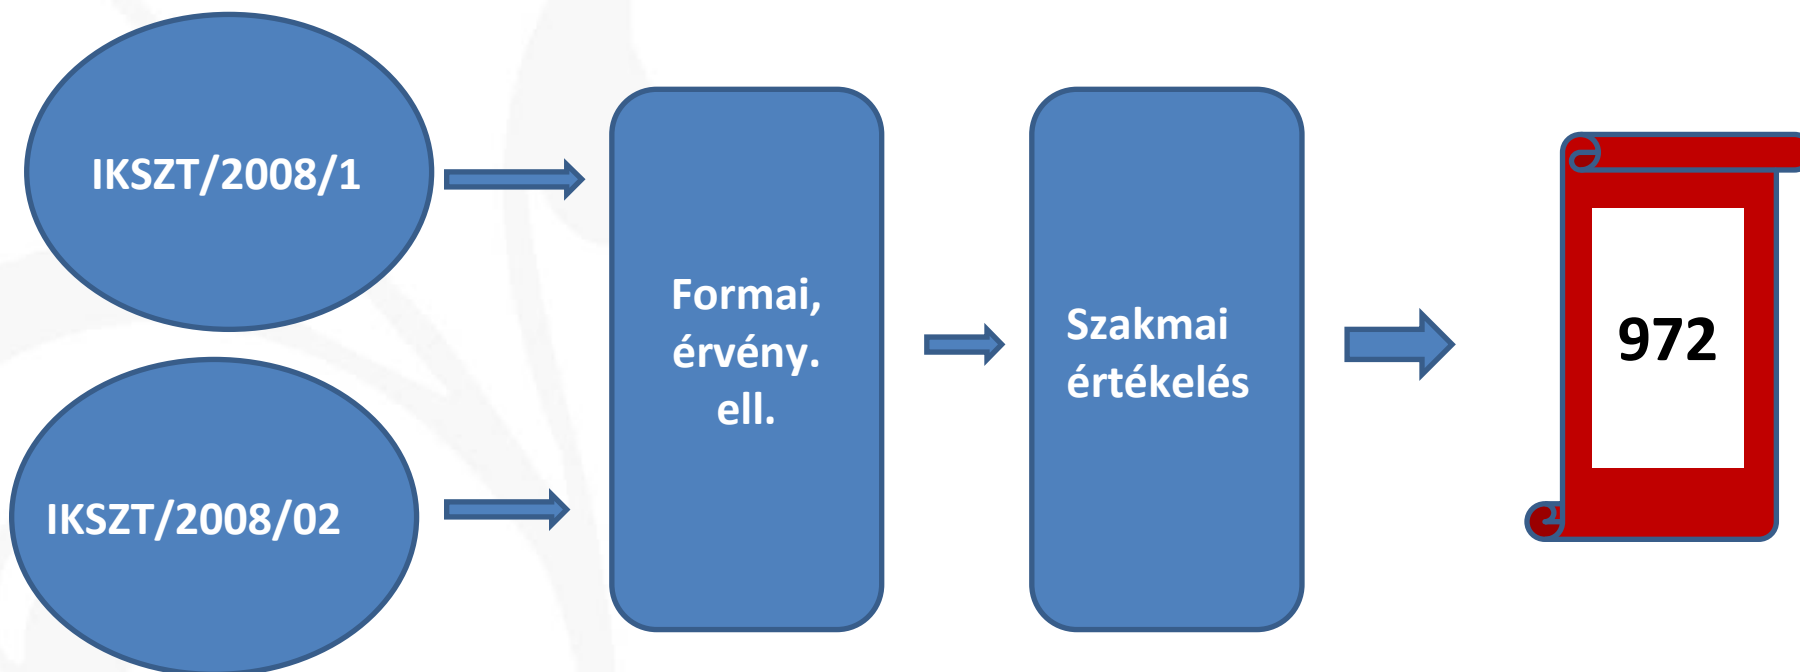 IKSZT/2008/1
IKSZT/2008/02
Formai,
érvény.
ell.
Szakmai
értékelés
972